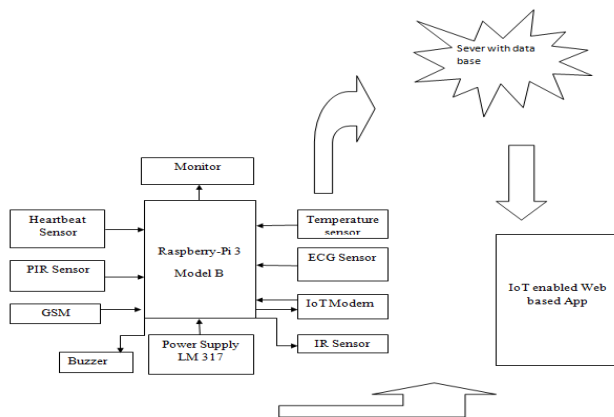 Sever with data
base
Monitor
Heartbeat
Sensor
Raspberry-Pi 3
Model B
Temperature
sensor
PIR Sensor
ECG Sensor
GSM
IoT Modem
Buzzer
Power Supply
LM 317
IR Sensor
IoT enabled Web
based App